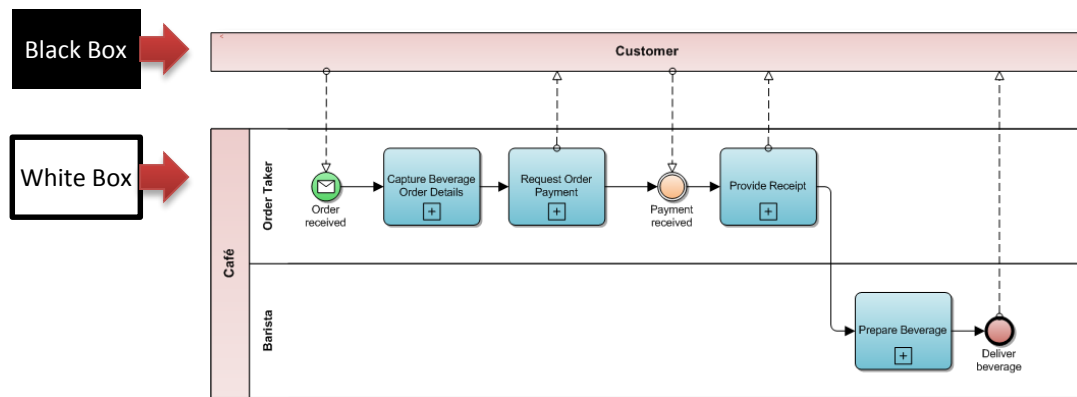 Black Box
Customer
White Box
Café
Order Taker
Order
received
Capture Beverage
Order Details
Request Order
Payment
Payment
received
Provide Receipt
Barista
Prepare Beverage
Deliver
beverage